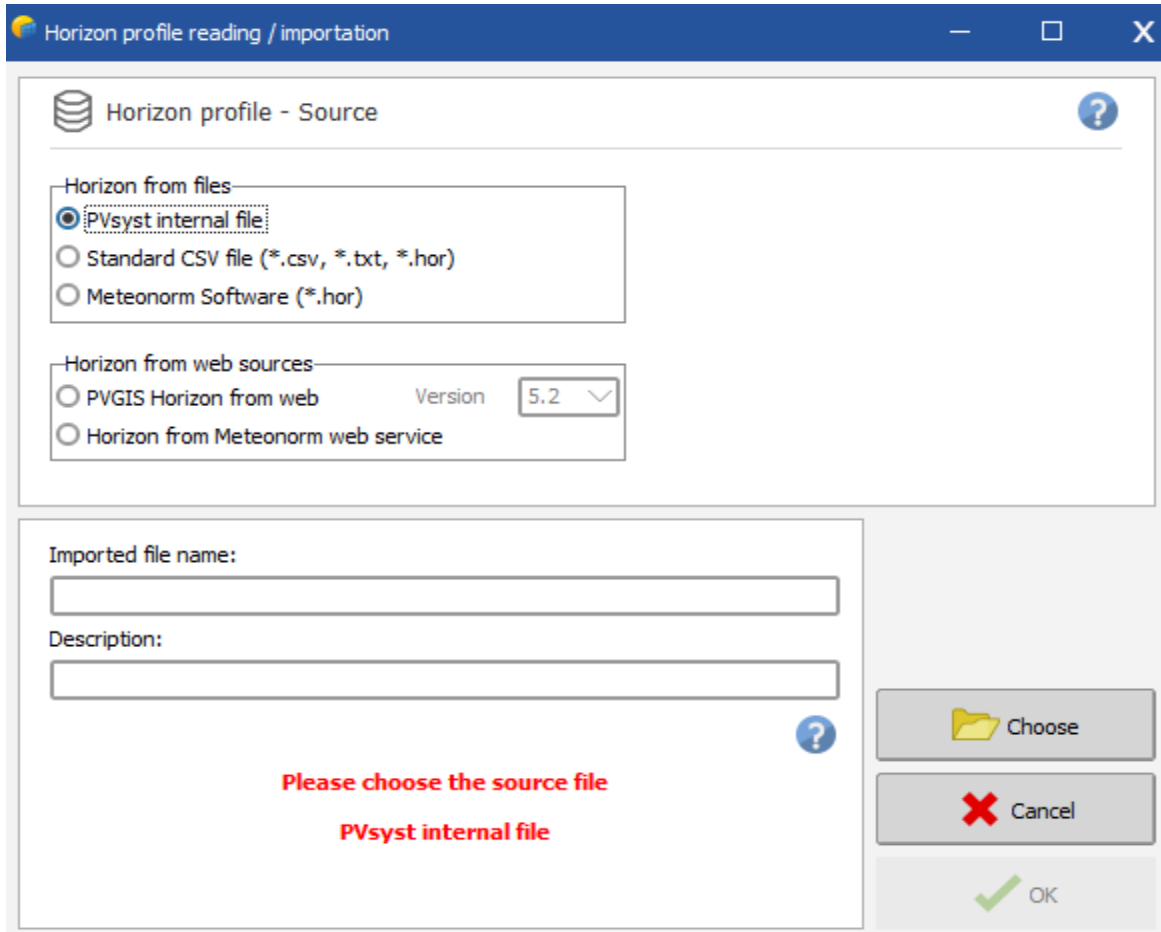 Horizon profile reading / importation
Horizon profile - Source
Horizon from files
PVsyst internal file
Standard CSV file (*.csv, *.txt, *.hor)
Meteonorm Software (*.hor)
Horizon from web sources
PVGIS Horizon from web Version 5.2
Horizon from Meteonorm web service
Imported file name:
Description:
Choose
Please choose the source file
Cancel
PVsyst internal file
OK